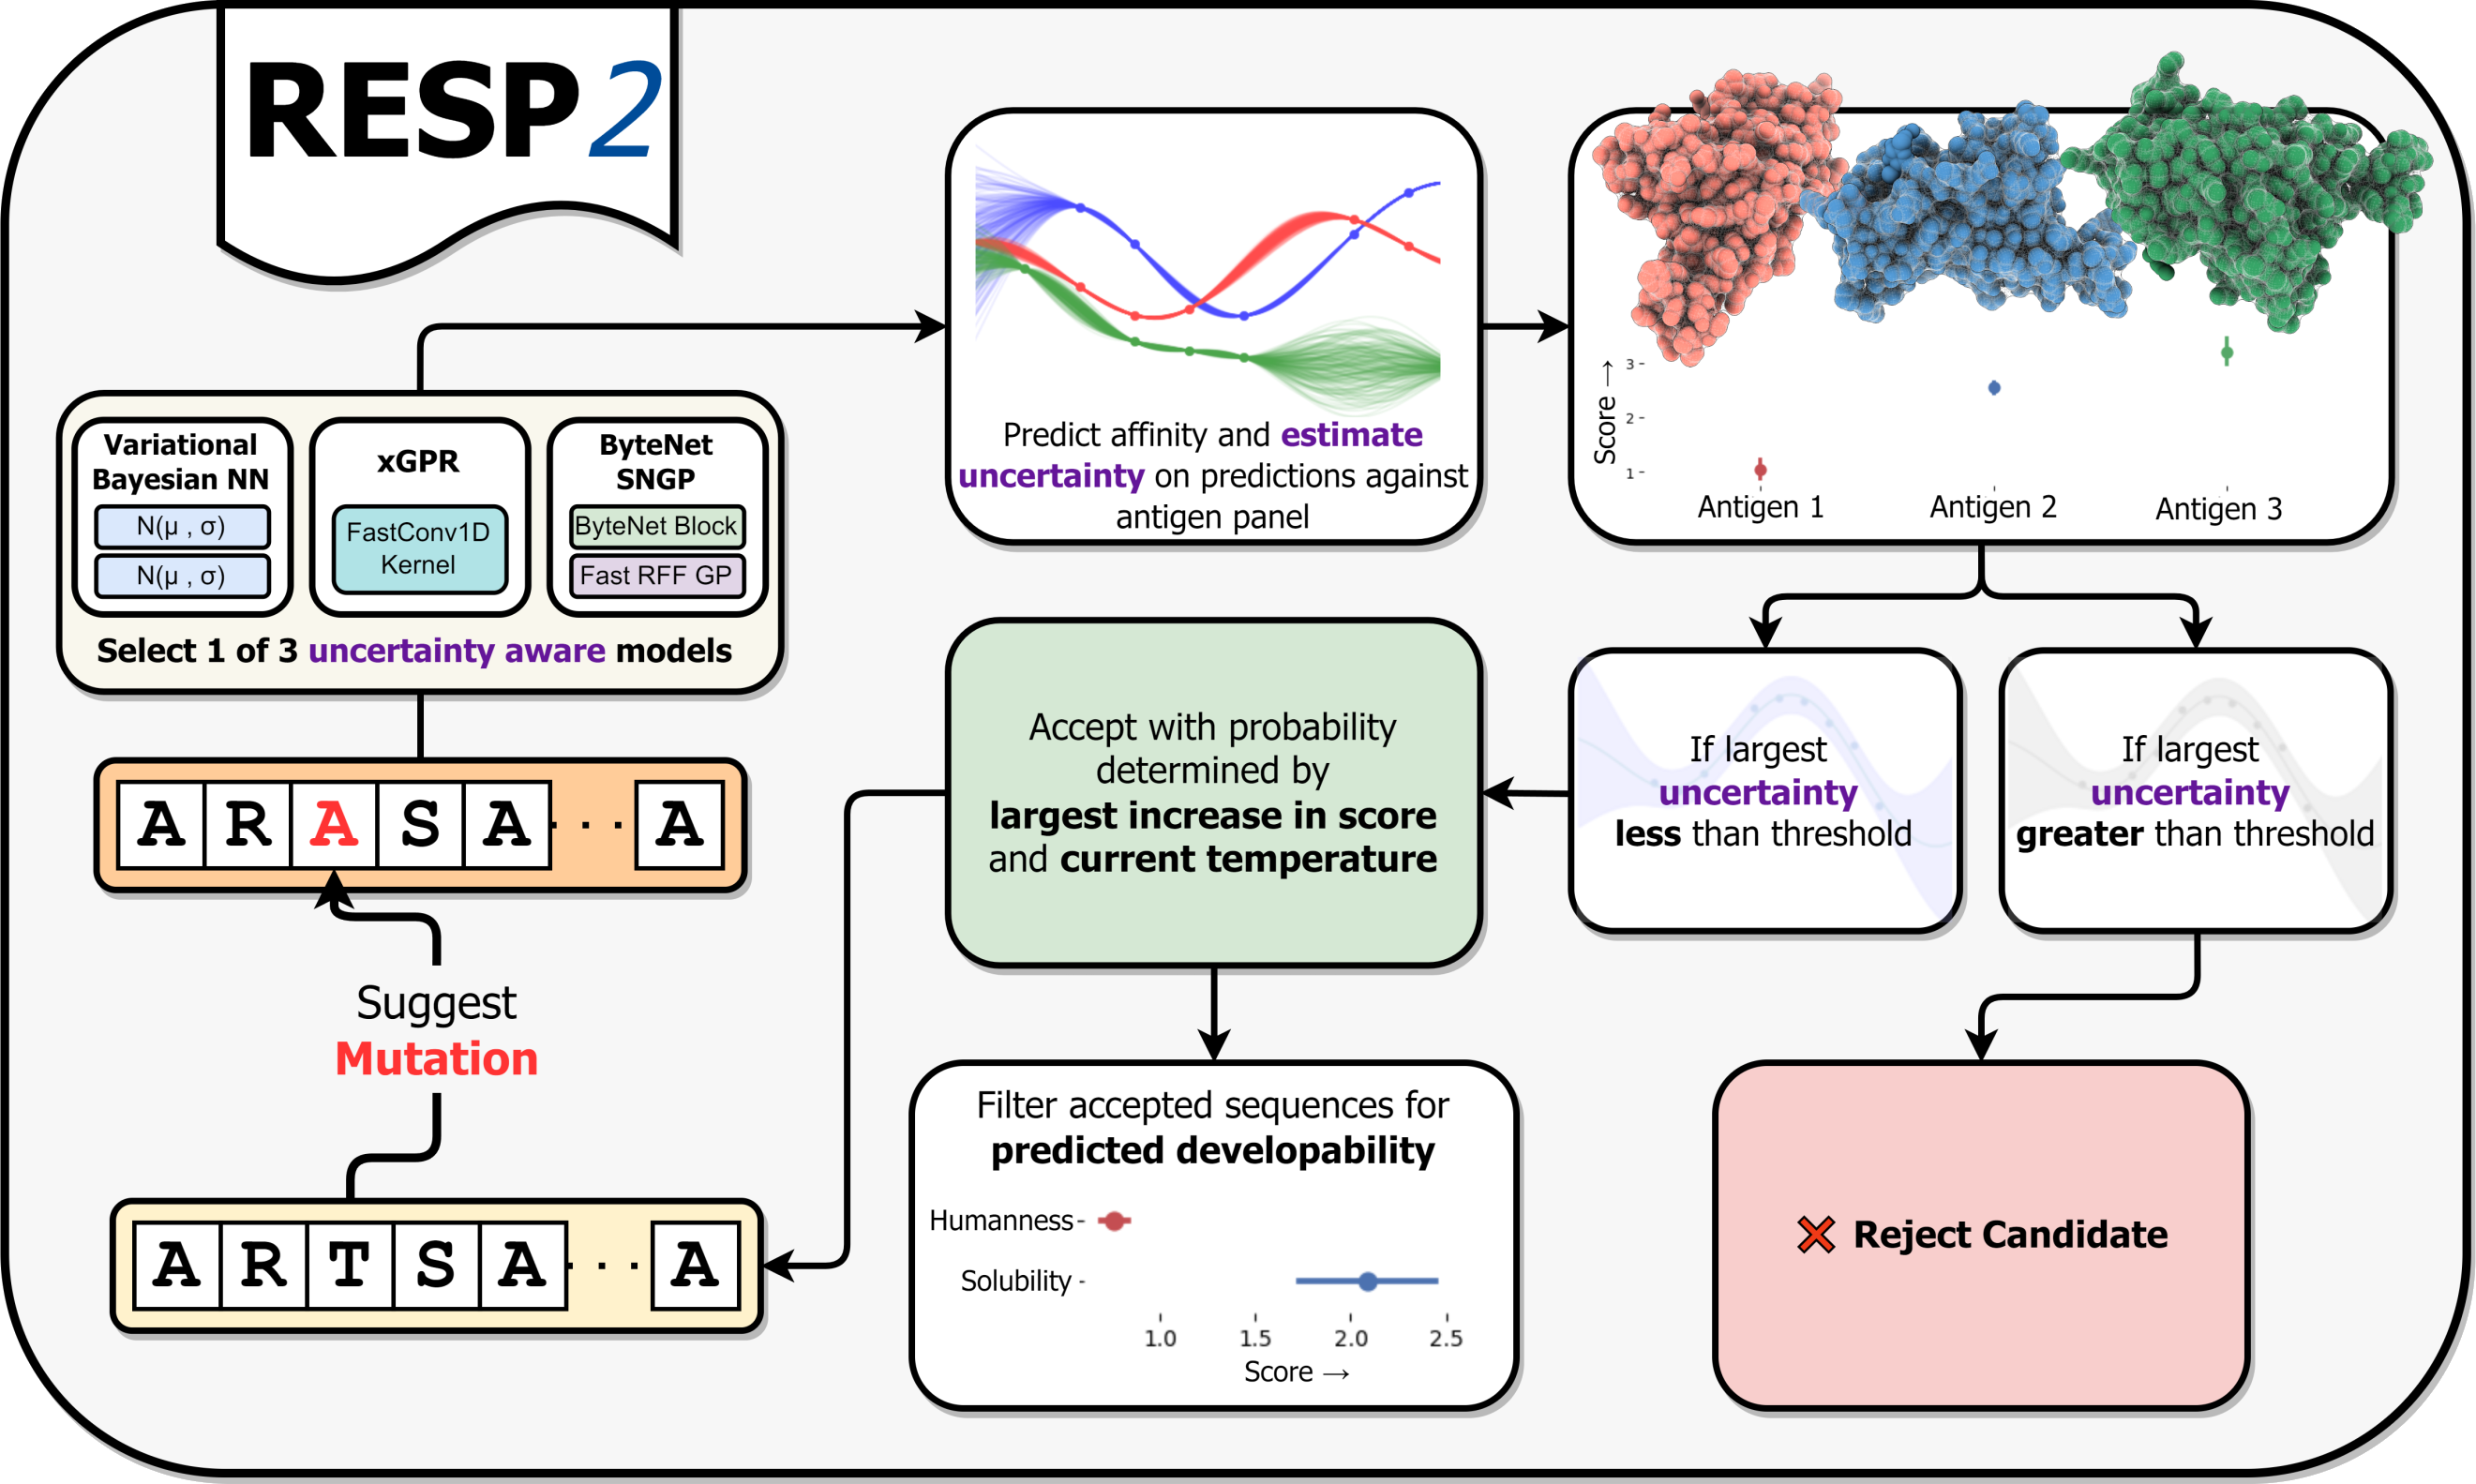 RESP2
Variational
Bayesian NN
N(μ , σ)
N(μ , σ)
xGPR
FastConv1D
Kernel
ByteNet
SNGP
ByteNet Block
Fast RFF GP
Select 1 of 3 uncertainty aware models
A R A S A · · · A
Suggest
Mutation
A R T S A · · · A
Predict affinity and estimate
uncertainty on predictions against
antigen panel
Score →
3
2
1
Antigen 1
Antigen 2
Antigen 3
If largest
uncertainty
less than threshold
If largest
uncertainty
greater than threshold
Accept with probability
determined by
largest increase in score
and current temperature
Filter accepted sequences for
predicted developability
Humanness
Solubility
1.0 1.5 2.0 2.5
Score →
Reject Candidate